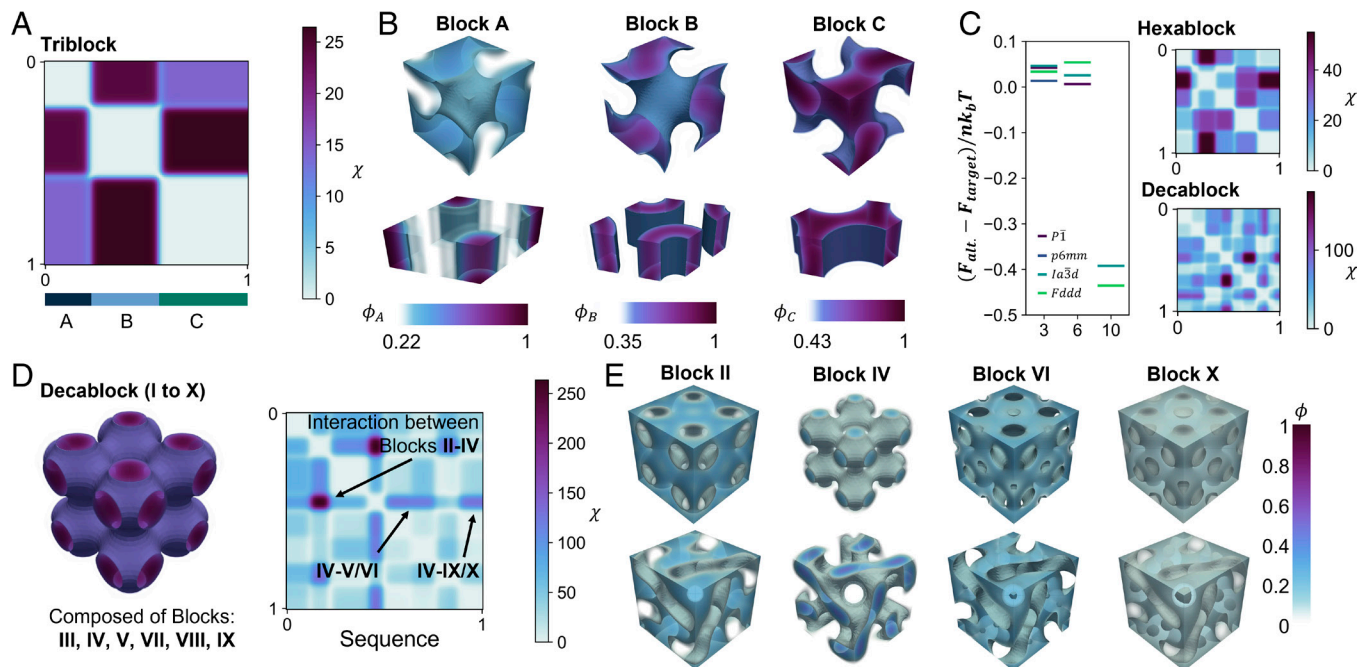 A
Triblock
0
1
0
1
A
B
C
25
20
15
10
5
0
χ
B
Block A
Block B
Block C
ϕA
0.22
1
ϕB
0.35
1
ϕC
0.43
1
C
(Falt. − Ftarget)/nkbT
0.1
0.0
−0.1
−0.2
−0.3
−0.4
−0.5
P1̅
p6mm
Ia3̅d
Fddd
3
6
10
Hexablock
0
1
0
1
40
20
0
χ
Decablock
0
1
0
1
100
0
χ
D
Decablock (I to X)
Composed of Blocks:
III, IV, V, VII, VIII, IX
0
1
0
1
Sequence
Interaction between
Blocks II-IV
IV-V/VI
IV-IX/X
250
200
150
100
50
0
χ
E
Block II
Block IV
Block VI
Block X
ϕ
1
0.8
0.6
0.4
0.2
0